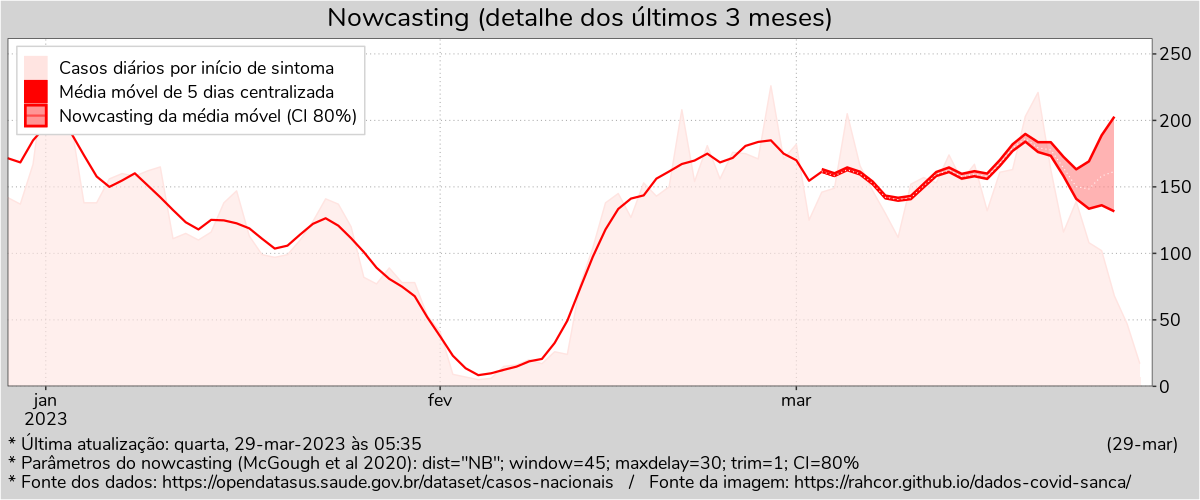 Nowcasting (detalhe dos últimos 3 meses)
Casos diários por início de sintoma
Média móvel de 5 dias centralizada
Nowcasting da média móvel (CI 80%)
250
200
150
100
50
0
jan
2023
fev
mar
* Última atualização: quarta, 29-mar-2023 às 05:35
(29-mar)
* Parâmetros do nowcasting (McGough et al 2020): dist="NB"; window=45; maxdelay=30; trim=1; CI=80%
* Fonte dos dados: https://opendatasus.saude.gov.br/dataset/casos-nacionais / Fonte da imagem: https://rahcor.github.io/dados-covid-sanca/